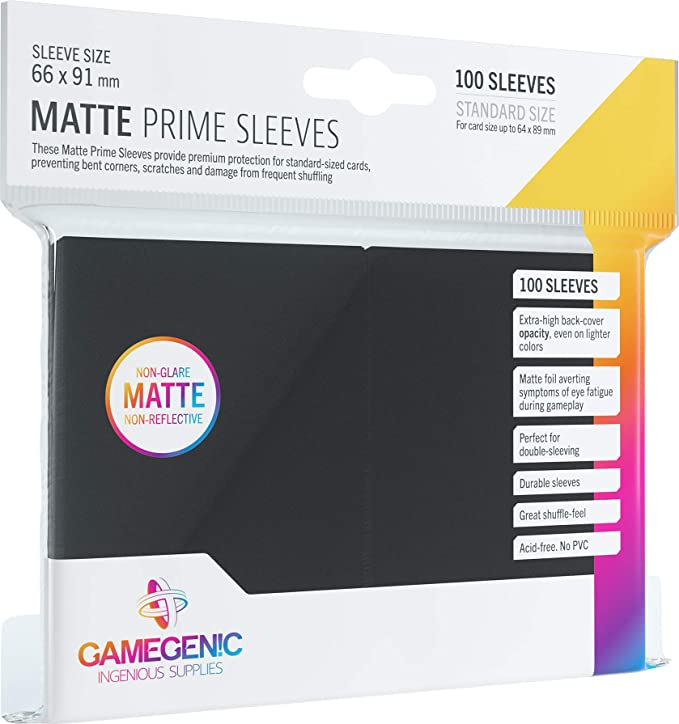 SLEEVE SIZE
66 x 91 mm
MATTE PRIME SLEEVES
These Matte Prime Sleeves provide premium protection for standard-sized cards,
preventing bent corners, scratches and damage from frequent shuffling
100 SLEEVES
STANDARD SIZE
For card size up to 64 x 89 mm
NON-GLARE
MATTE
NON-REFLECTIVE
100 SLEEVES
Extra-high back-cover
opacity, even on lighter
colors
Matte foil averting
symptoms of eye fatigue
during gameplay
Perfect for
double-sleeving
Durable sleeves
Great shuffle-feel
Acid-free. No PVC
GAMEGEN!C
INGENIOUS SUPPLIES